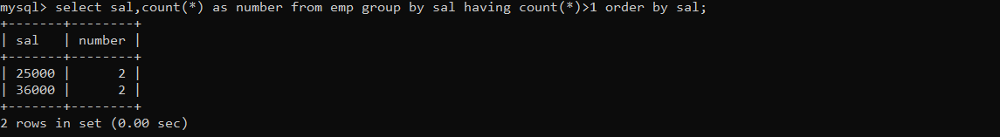 mysql> select sal,count(*) as number from emp group by sal having count(*)>1 order by sal;
+-------+--------+
| sal   | number |
+-------+--------+
| 25000 |      2 |
| 36000 |      2 |
+-------+--------+
2 rows in set (0.00 sec)